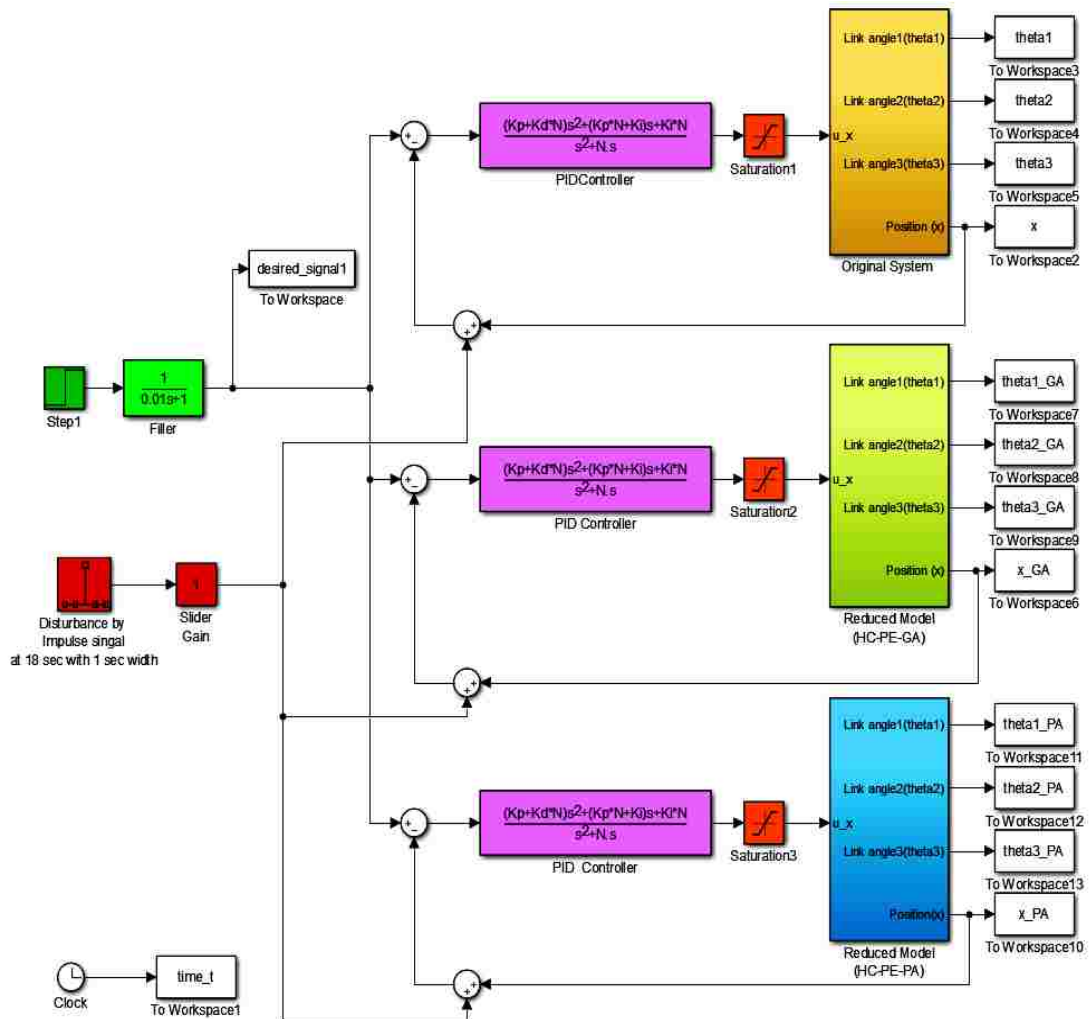 Link angle1(theta1)
theta1
To Workspace3
Link angle2(theta2)
theta2
To Workspace4
(Kp+Kd*N)s2+(Kp*N+Ki)s+Ki*N
s2+N.s
PIDController
Saturation1
u_x
Link angle3(theta3)
theta3
To Workspace5
Position (x)
x
To Workspace2
Original System
desired_signal1
To Workspace
+
-
+
+
Step1
1
0.01s+1
Filler
Link angle1(theta1)
theta1_GA
To Workspace7
Link angle2(theta2)
theta2_GA
To Workspace8
+
-
(Kp+Kd*N)s2+(Kp*N+Ki)s+Ki*N
s2+N.s
PID Controller
Saturation2
u_x
Link angle3(theta3)
theta3_GA
To Workspace9
Position (x)
x_GA
To Workspace6
Reduced Model
(HC-PE-GA)
Disturbance by
Impulse singal
at 18 sec with 1 sec width
1
Slider
Gain
+
+
Link angle1(theta1)
theta1_PA
To Workspace11
Link angle2(theta2)
theta2_PA
To Workspace12
+
-
(Kp+Kd*N)s2+(Kp*N+Ki)s+Ki*N
s2+N.s
PID Controller
Saturation3
u_x
Link angle3(theta3)
theta3_PA
To Workspace13
Position(x)
x_PA
To Workspace10
Reduced Model
(HC-PE-PA)
+
+
Clock
time_t
To Workspace1